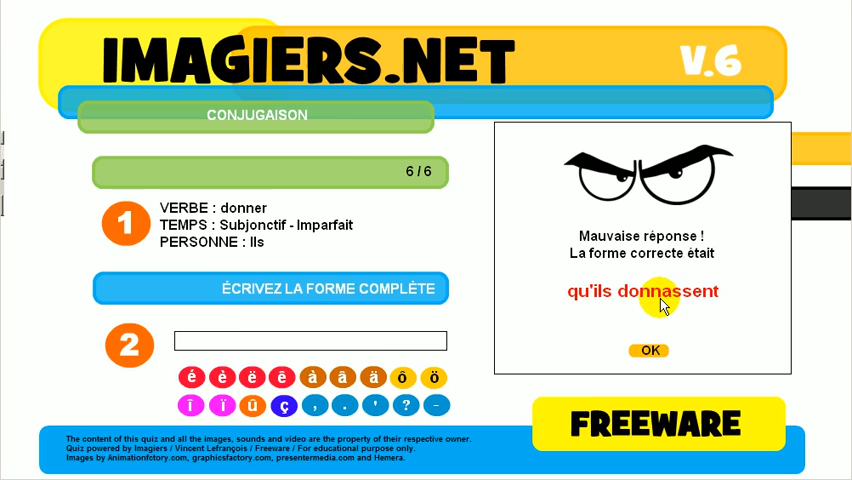 IMAGIERS.NET
V.6
CONJUGAISON
6 / 6
1
VERBE : donner
TEMPS : Subjonctif - Imparfait
PERSONNE : Ils
ÉCRIVEZ LA FORME COMPLÈTE
2
é è ë ê à â ä ô ö
î ï û ç , . ' ? -
Mauvaise réponse !
La forme correcte était
qu'ils donnassent
OK
FREEWARE
The content of this quiz and all the images, sounds and video are the property of their respective owner.
Quiz powered by Imagiers / Vincent Lefrançois / Freeware / For educational purpose only.
Images by Animationfctory.com, graphicsfactory.com, presentermedia.com and Hemera.